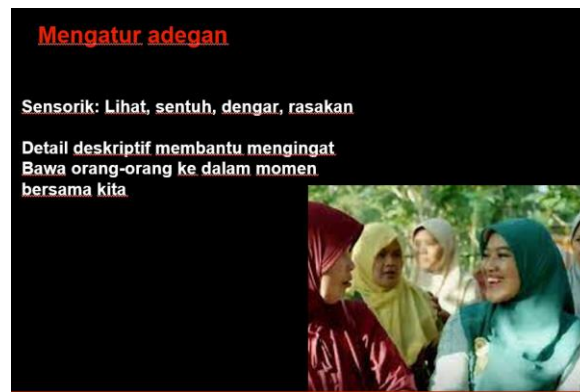 Mengatur adegan
Sensorik: Lihat, sentuh, dengar, rasakan
Detail deskriptif membantu mengingat
Bawa orang-orang ke dalam momen
bersama kita